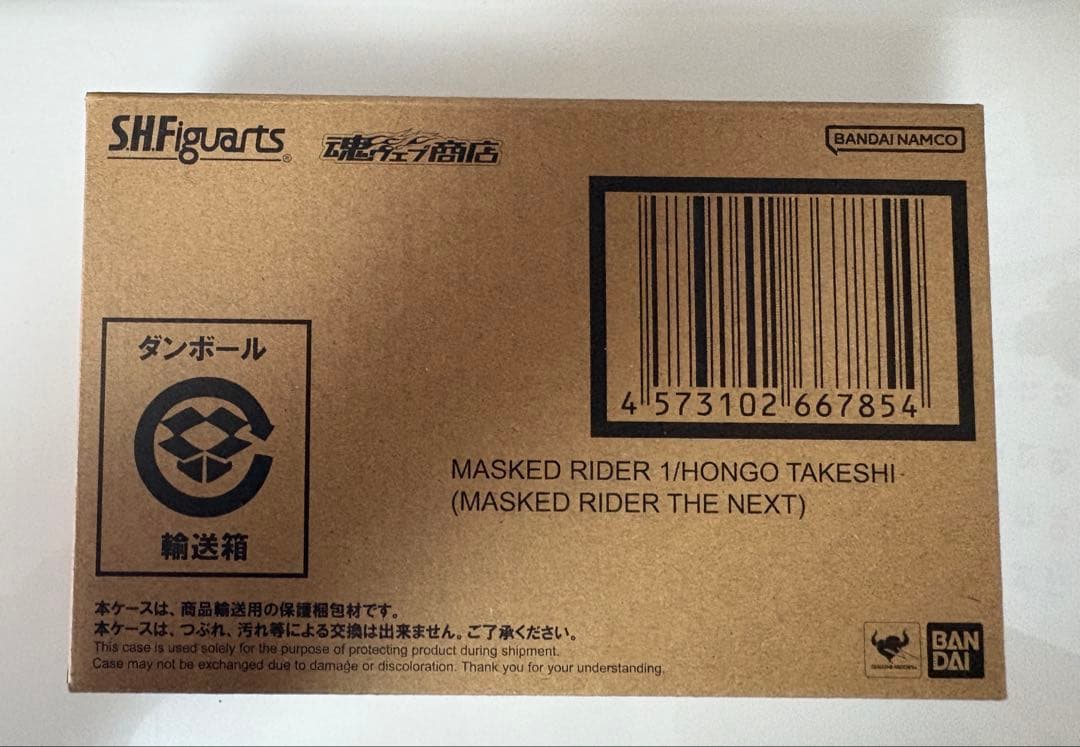 S.H.Figuarts®
魂ウェブ商店
BANDAI NAMCO
4 573102 667854
ダンボール
輸送箱
MASKED RIDER 1/HONGO TAKESHI
(MASKED RIDER THE NEXT)
本ケースは、商品輸送用の保護梱包材です。
本ケースは、つぶれ、汚れ等による交換は出来ません。ご了承ください。
This case is used solely for the purpose of protecting product during shipment.
Case may not be exchanged due to damage or discoloration. Thank you for your understanding.
BAN
DAI